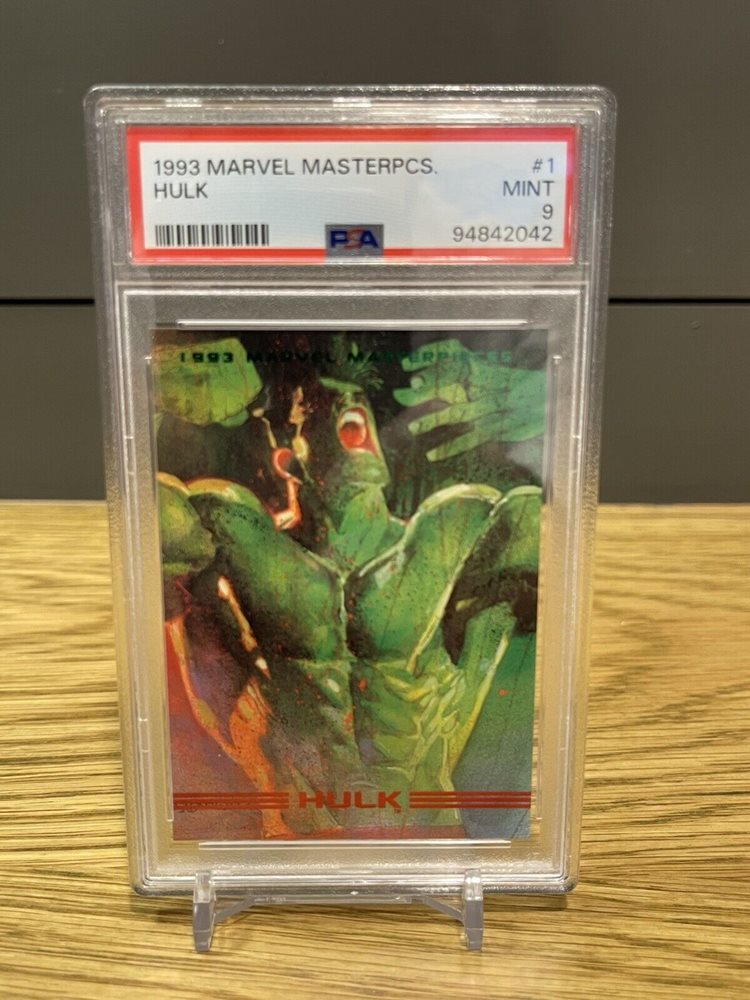 1993 MARVEL MASTERPCS. #1
HULK MINT
9
PSA 94842042
1993 MARVEL MASTERPIECES
HULK